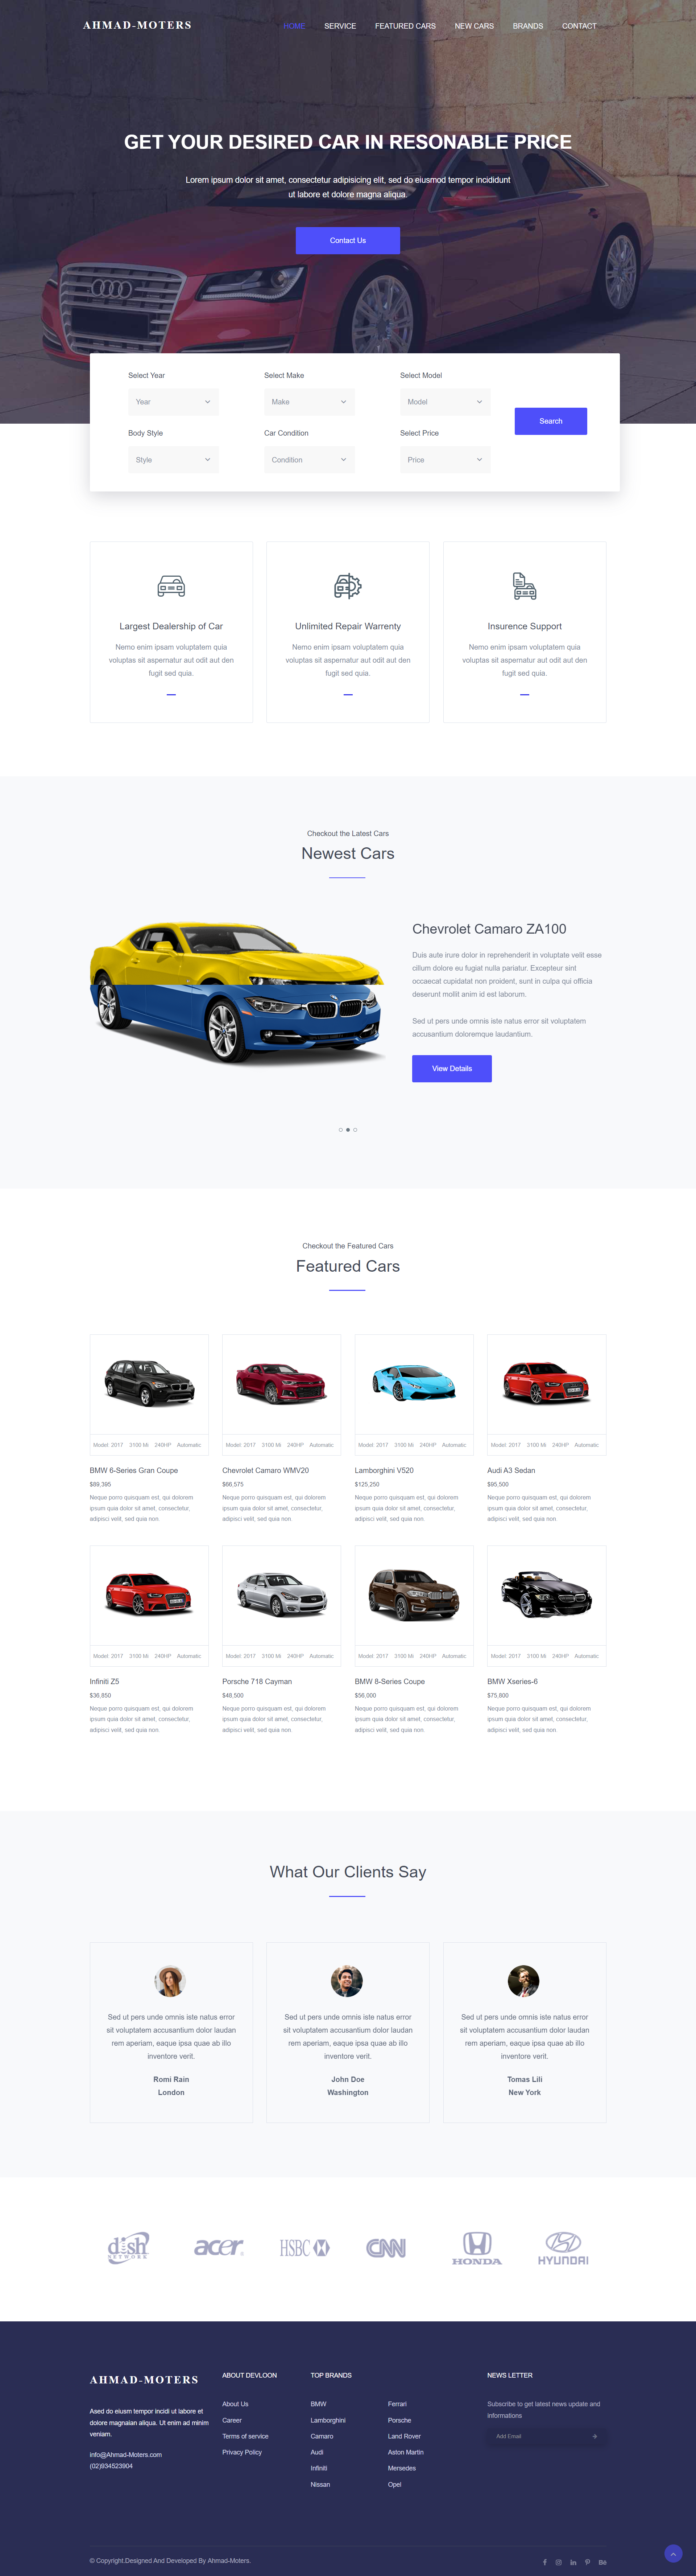 AHMAD-MOTERS
HOME SERVICE FEATURED CARS NEW CARS BRANDS CONTACT
GET YOUR DESIRED CAR IN RESONABLE PRICE
Lorem ipsum dolor sit amet, consectetur adipisicing elit, sed do eiusmod tempor incididunt
ut labore et dolore magna aliqua.
Contact Us
Select Year Select Make Select Model
Year Make Model
Search
Body Style Car Condition Select Price
Style Condition Price
Largest Dealership of Car
Nemo enim ipsam voluptatem quia
voluptas sit aspernatur aut odit aut den
fugit sed quia.
Unlimited Repair Warrenty
Nemo enim ipsam voluptatem quia
voluptas sit aspernatur aut odit aut den
fugit sed quia.
Insurence Support
Nemo enim ipsam voluptatem quia
voluptas sit aspernatur aut odit aut den
fugit sed quia.
Checkout the Latest Cars
Newest Cars
Chevrolet Camaro ZA100
Duis aute irure dolor in reprehenderit in voluptate velit esse
cillum dolore eu fugiat nulla pariatur. Excepteur sint
occaecat cupidatat non proident, sunt in culpa qui officia
deserunt mollit anim id est laborum.
Sed ut pers unde omnis iste natus error sit voluptatem
accusantium doloremque laudantium.
View Details
Checkout the Featured Cars
Featured Cars
Model: 2017 3100 Mi 240HP Automatic
BMW 6-Series Gran Coupe
$89,395
Neque porro quisquam est, qui dolorem
ipsum quia dolor sit amet, consectetur,
adipisci velit, sed quia non.
Model: 2017 3100 Mi 240HP Automatic
Chevrolet Camaro WMV20
$66,575
Neque porro quisquam est, qui dolorem
ipsum quia dolor sit amet, consectetur,
adipisci velit, sed quia non.
Model: 2017 3100 Mi 240HP Automatic
Lamborghini V520
$125,250
Neque porro quisquam est, qui dolorem
ipsum quia dolor sit amet, consectetur,
adipisci velit, sed quia non.
Model: 2017 3100 Mi 240HP Automatic
Audi A3 Sedan
$95,500
Neque porro quisquam est, qui dolorem
ipsum quia dolor sit amet, consectetur,
adipisci velit, sed quia non.
Model: 2017 3100 Mi 240HP Automatic
Infiniti Z5
$36,850
Neque porro quisquam est, qui dolorem
ipsum quia dolor sit amet, consectetur,
adipisci velit, sed quia non.
Model: 2017 3100 Mi 240HP Automatic
Porsche 718 Cayman
$48,500
Neque porro quisquam est, qui dolorem
ipsum quia dolor sit amet, consectetur,
adipisci velit, sed quia non
Model: 2017 3100 Mi 240HP Automatic
BMW 8-Series Coupe
$56,000
Neque porro quisquam est, qui dolorem
ipsum quia dolor sit amet, consectetur,
adipisci velit, sed quia non.
Model: 2017 3100 Mi 240HP Automatic
BMW Xseries-6
$75,800
Neque porro quisquam est, qui dolorem
ipsum quia dolor sit amet, consectetur,
adipisci velit, sed quia non.
What Our Clients Say
Sed ut pers unde omnis iste natus error
sit voluptatem accusantium dolor laudan
rem aperiam, eaque ipsa quae ab illo
inventore verit.
Romi Rain
London
Sed ut pers unde omnis iste natus error
sit voluptatem accusantium dolor laudan
rem aperiam, eaque ipsa quae ab illo
inventore verit.
John Doe
Washington
Sed ut pers unde omnis iste natus error
sit voluptatem accusantium dolor laudan
rem aperiam, eaque ipsa quae ab illo
inventore verit.
Tomas Lili
New York
dish NETWORK
acer
HSBC
CNN
HONDA
HYUNDAI
AHMAD-MOTERS
Ased do eiusm tempor incidi ut labore et
dolore magnaian aliqua. Ut enim ad minim
veniam.
info@Ahmad-Moters.com
(02)934523904
ABOUT DEVLOON
About Us
Career
Terms of service
Privacy Policy
TOP BRANDS
BMW
Lamborghini
Camaro
Audi
Infiniti
Nissan
Ferrari
Porsche
Land Rover
Aston Martin
Mersedes
Opel
NEWS LETTER
Subscribe to get latest news update and
informations
Add Email
© Copyright.Designed And Developed By Ahmad-Moters.